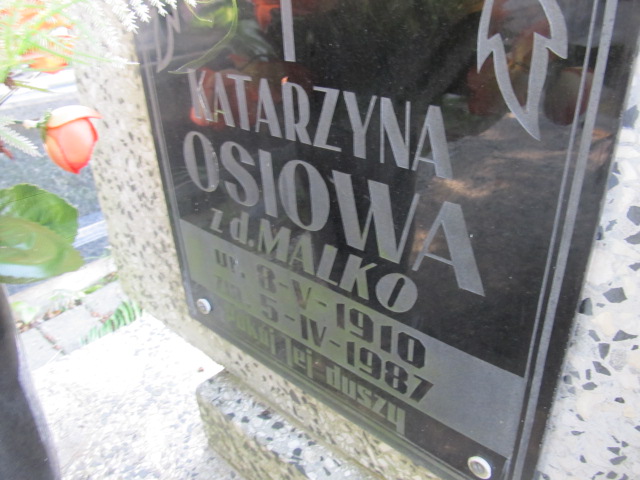 KATARZYNA
OSIOWA
z d. MALKO
ur. 8-V-1910
zm. 5-IV-1987
Pokój jej duszy